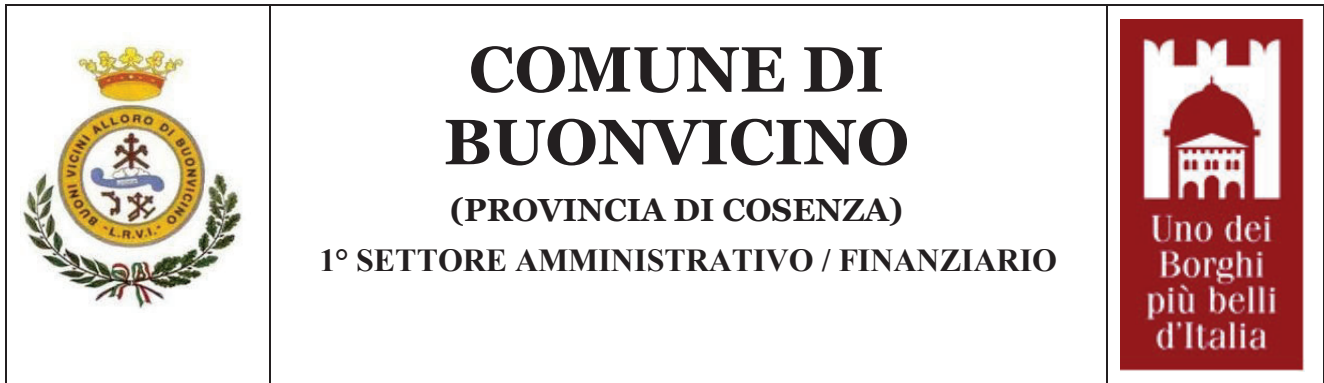 BUONI VICINI ALLORO DI BUONVICINO
- L.R.V.I. -
COMUNE DI
BUONVICINO
(PROVINCIA DI COSENZA)
1° SETTORE AMMINISTRATIVO / FINANZIARIO
Uno dei
Borghi
più belli
d'Italia